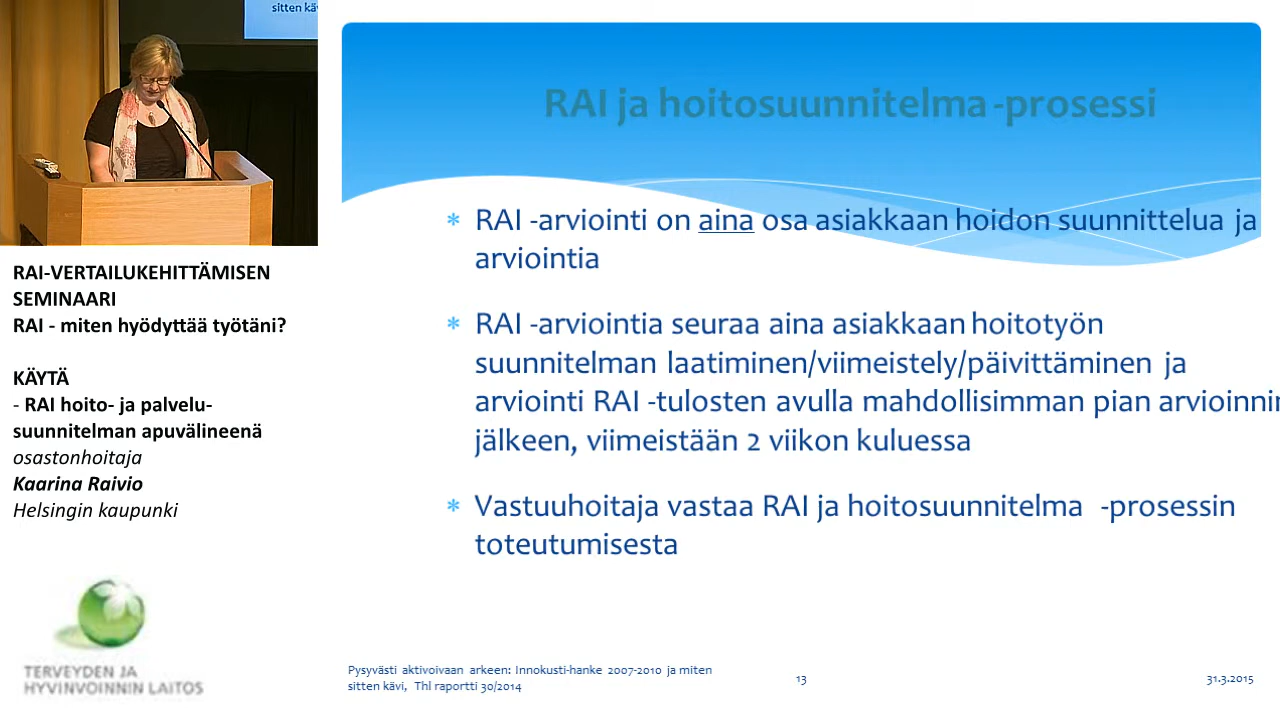 sitten käv
RAI-VERTAILUKEHITTÄMISEN
SEMINAARI
RAI - miten hyödyttää työtäni?
KÄYTÄ
- RAI hoito- ja palvelu-
suunnitelman apuvälineenä
osastonhoitaja
Kaarina Raivio
Helsingin kaupunki
TERVEYDEN JA
HYVINVOINNIN LAITOS
RAI ja hoitosuunnitelma -prosessi
* RAI -arviointi on aina osa asiakkaan hoidon suunnittelua ja
arviointia
* RAI -arviointia seuraa aina asiakkaan hoitotyön
suunnitelman laatiminen/viimeistely/päivittäminen ja
arviointi RAI -tulosten avulla mahdollisimman pian arvioinnin
jälkeen, viimeistään 2 viikon kuluessa
* Vastuuhoitaja vastaa RAI ja hoitosuunnitelma -prosessin
toteutumisesta
Pysyvästi aktivoivaan arkeen: Innokusti-hanke 2007-2010 ja miten
sitten kävi, Thl raportti 30/2014
13
31.3.2015